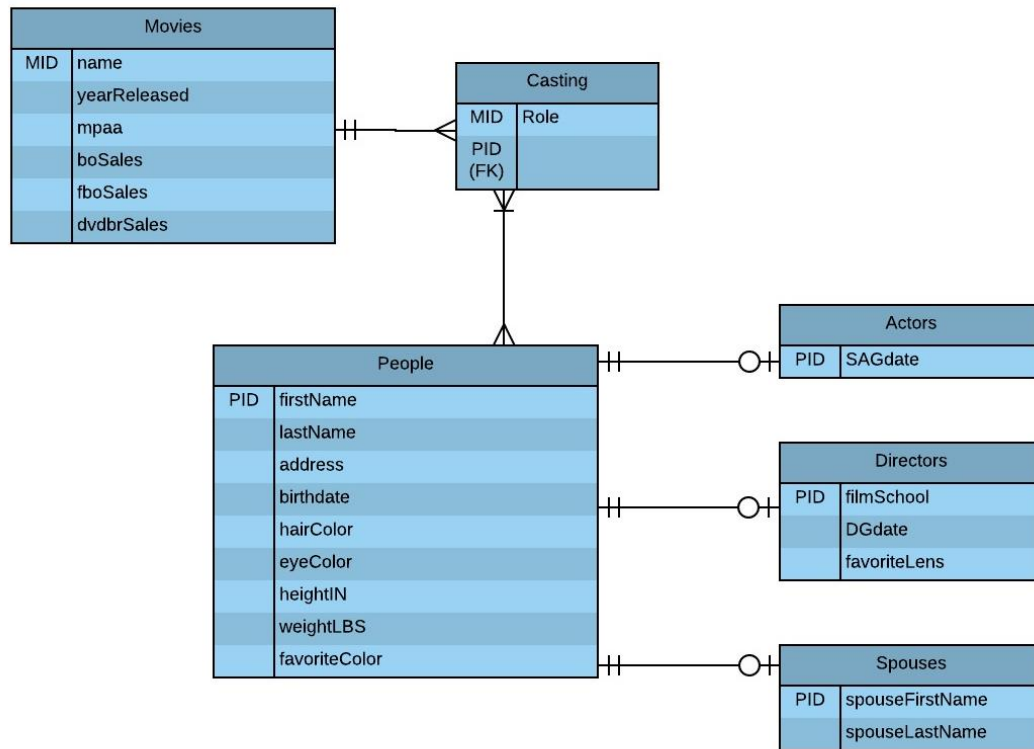 Movies
MID name
yearReleased
mpaa
boSales
fboSales
dvdbrSales
Casting
MID Role
PID
(FK)
People
PID firstName
lastName
address
birthdate
hairColor
eyeColor
heightIN
weightLBS
favoriteColor
Actors
PID SAGdate
Directors
PID filmSchool
DGdate
favoriteLens
Spouses
PID spouseFirstName
spouseLastName